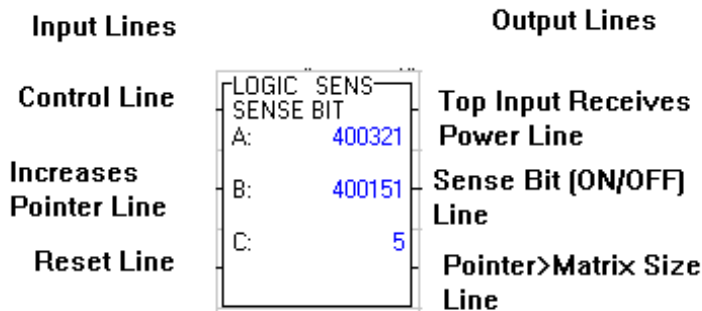 Input Lines
Output Lines
Control Line
LOGIC SENS
SENSE BIT
A: 400321
Top Input Receives
Power Line
Increases
Pointer Line
B: 400151
Sense Bit (ON/OFF)
Line
Reset Line
C: 5
Pointer>Matrix Size
Line